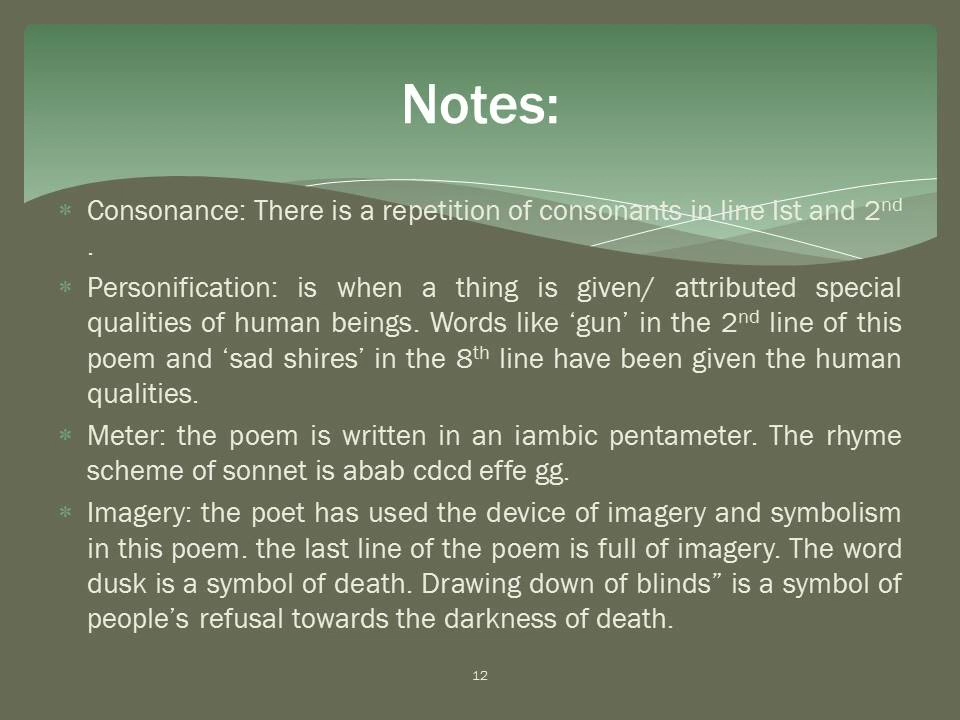 Notes:
* Consonance: There is a repetition of consonants in line Ist and 2nd
.
* Personification: is when a thing is given/ attributed special
qualities of human beings. Words like ‘gun’ in the 2nd line of this
poem and ‘sad shires’ in the 8th line have been given the human
qualities.
* Meter: the poem is written in an iambic pentameter. The rhyme
scheme of sonnet is abab cdcd effe gg.
* Imagery: the poet has used the device of imagery and symbolism
in this poem. the last line of the poem is full of imagery. The word
dusk is a symbol of death. Drawing down of blinds” is a symbol of
people’s refusal towards the darkness of death.
12